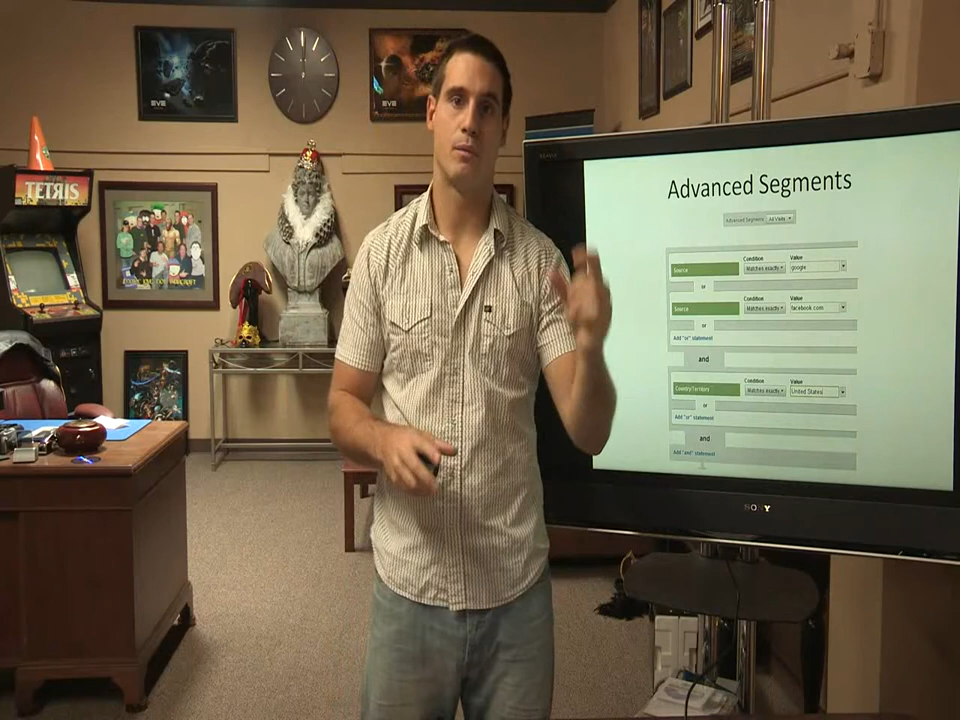 EVE
EVE
TETRIS
Advanced Segments
Advanced Segments: All Visits
Condition
Value
Source
Matches exactly
google
or
Condition
Value
Source
Matches exactly
facebook.com
or
Add "or" statement
and
Condition
Value
Country/Territory
Matches exactly
United States
or
Add "or" statement
and
Add "and" statement
SONY